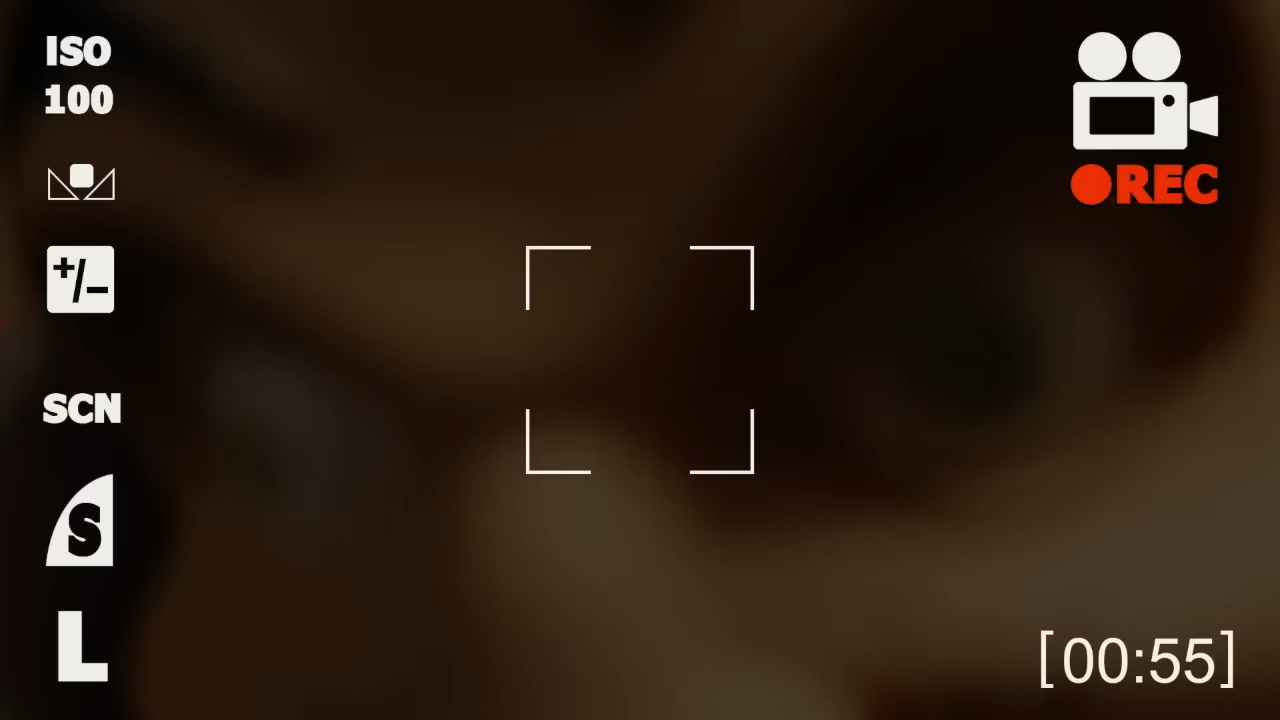 ISO
100
REC
+/-
SCN
S
L
[00:55]